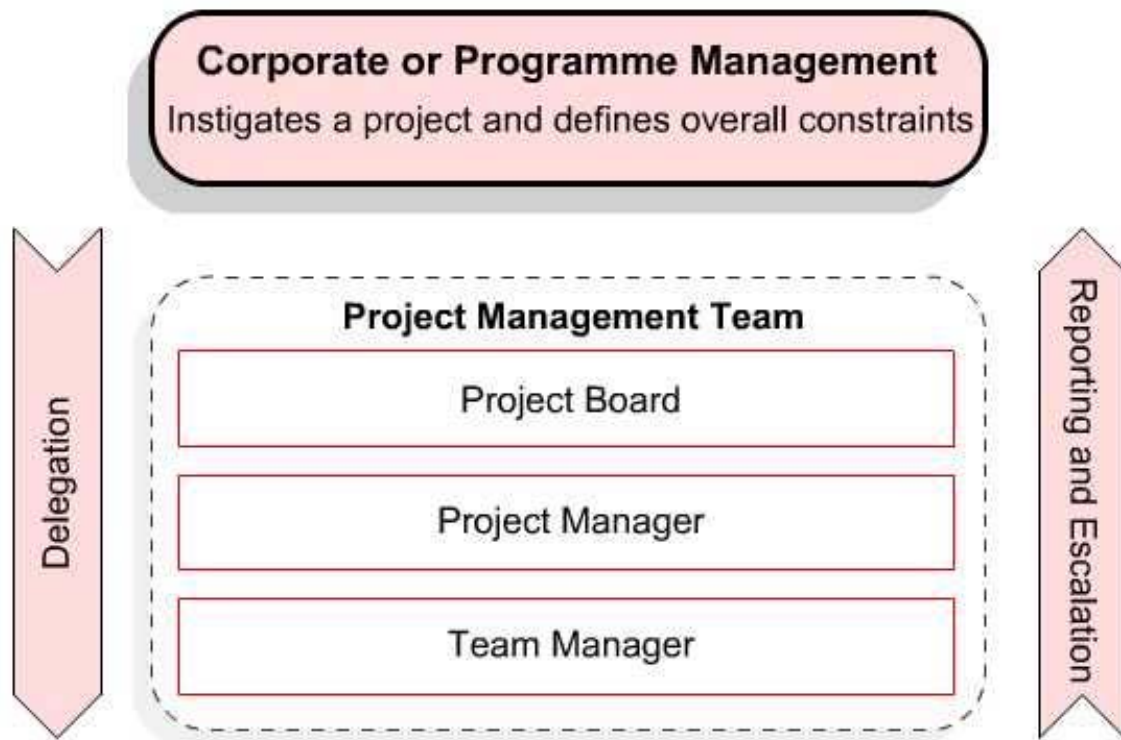 Corporate or Programme Management
Instigates a project and defines overall constraints
Project Management Team
Project Board
Project Manager
Team Manager
Delegation
Reporting and Escalation